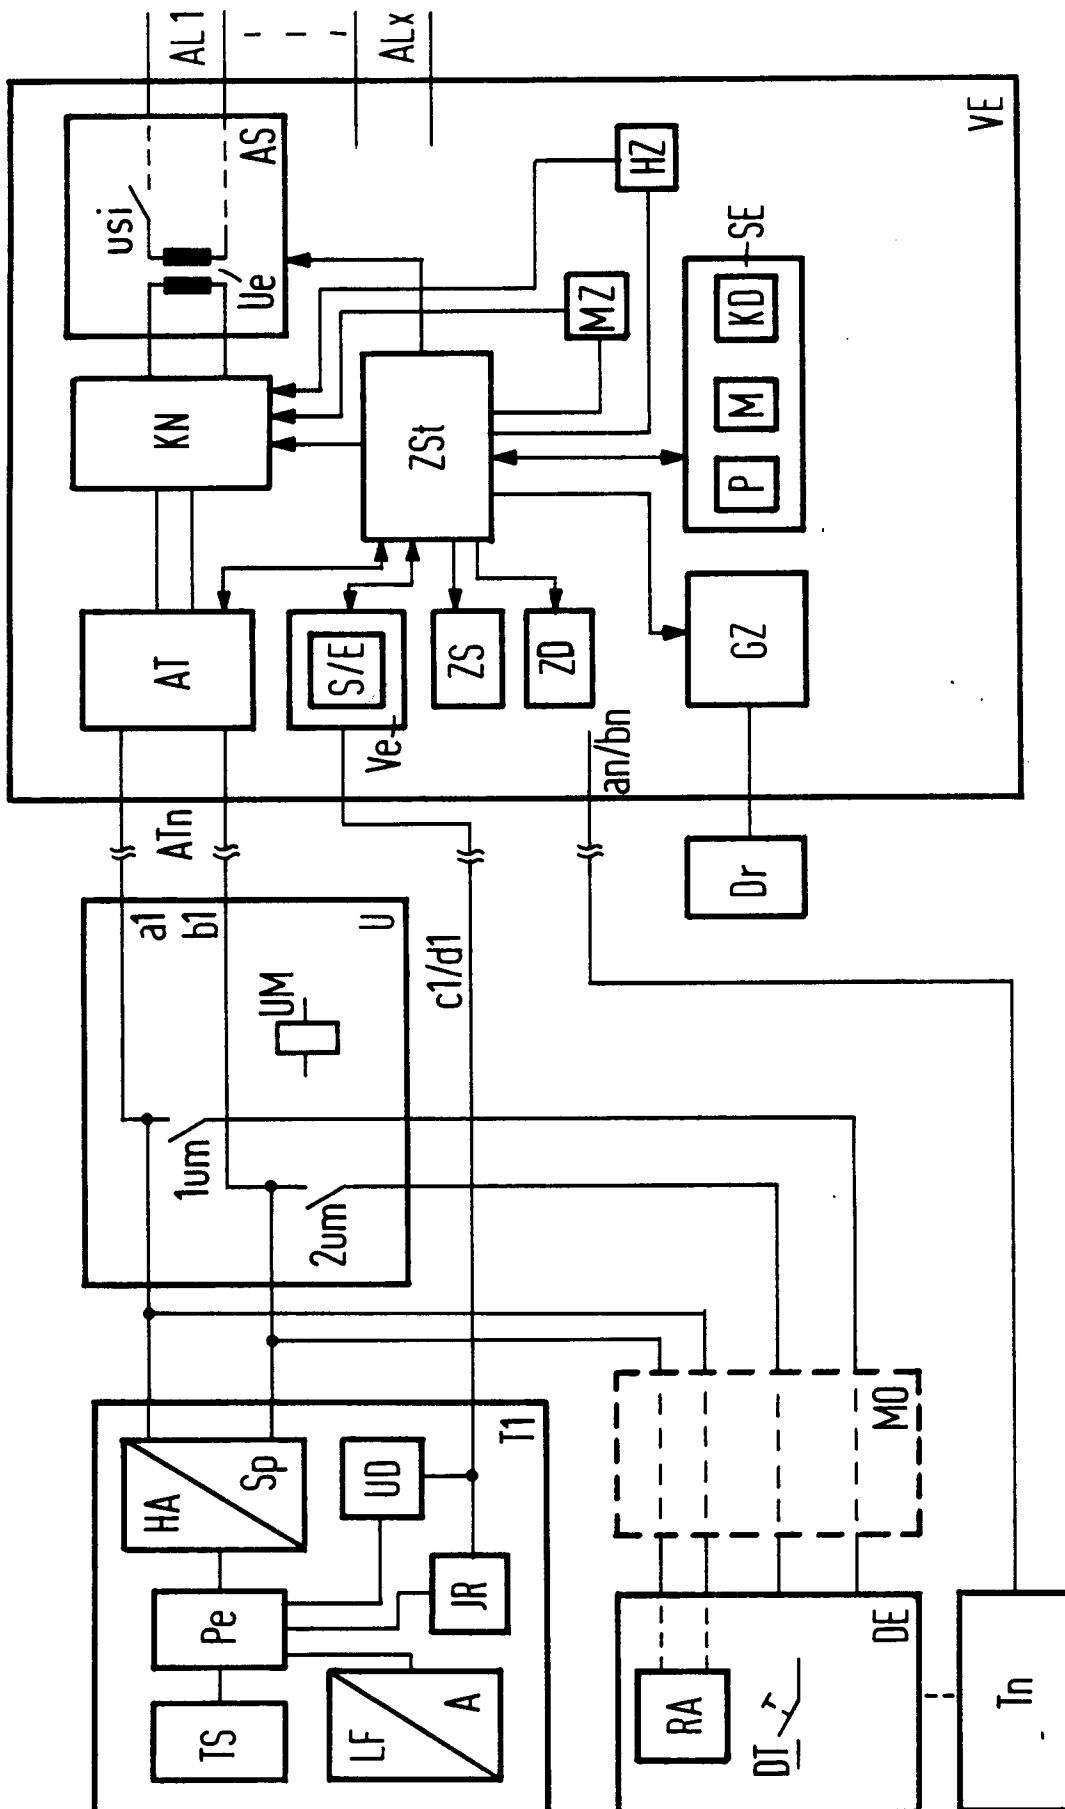 AL1
ALx
VE
AS
usi
Ue
HZ
MZ
SE
KD
M
P
KN
ZSt
AT
S/E
Ve
ZS
ZD
GZ
an/bn
ATn
Dr
a1
b1
U
UM
c1/d1
1um
2um
T1
HA
Sp
UD
JR
Pe
TS
LF
A
MO
DE
RA
DT
Tn